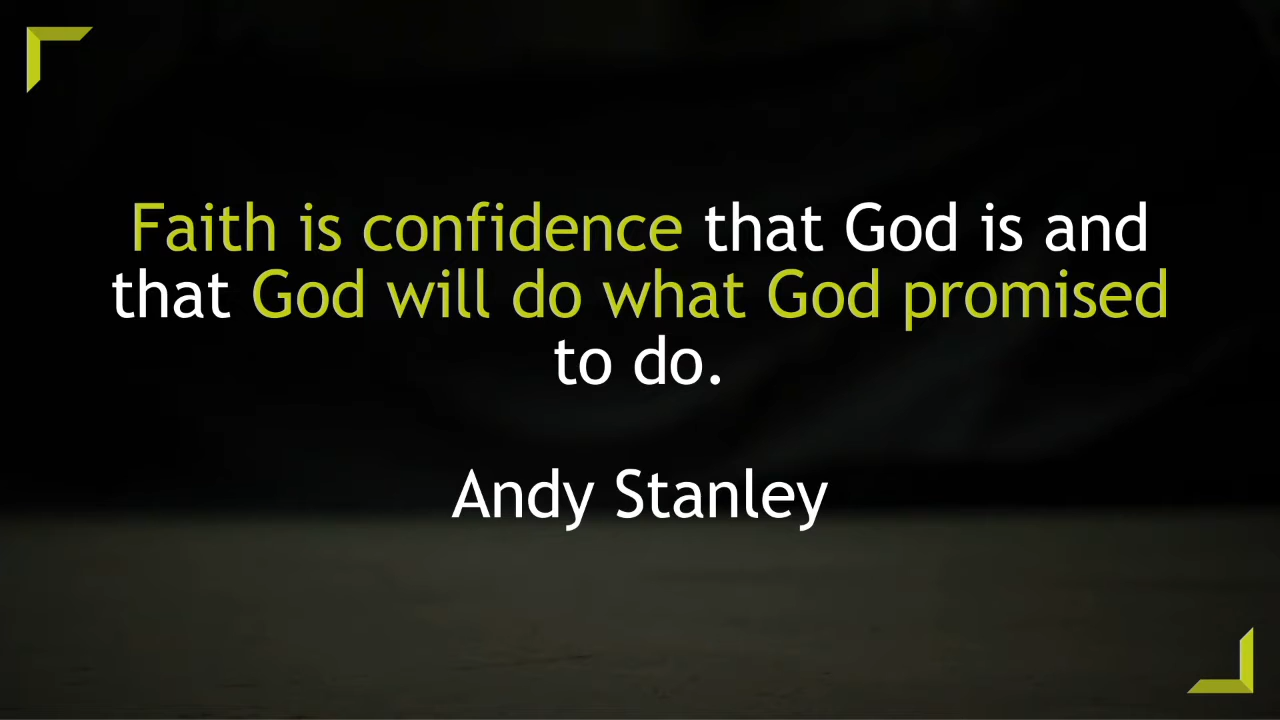 Faith is confidence that God is and
that God will do what God promised
to do.
Andy Stanley